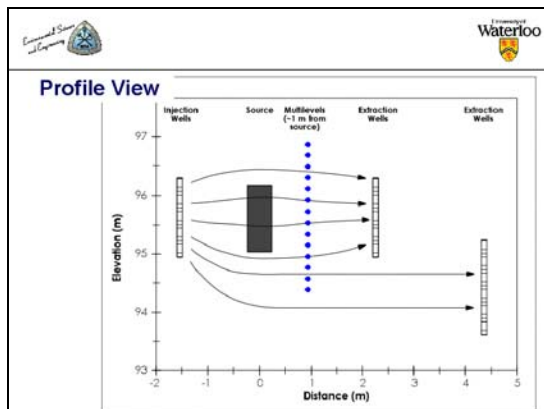 Environmental Science
and Engineering
University of
Waterloo
Profile View
Injection
Wells
Source
Multilevels
(~1 m from
source)
Extraction
Wells
Extraction
Wells
97
96
95
94
93
Elevation (m)
-2 -1 0 1 2 3 4 5
Distance (m)